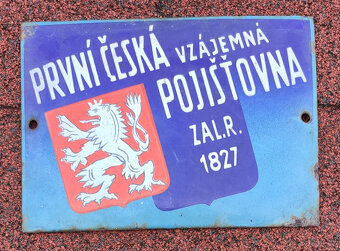 PRVNÍ ČESKÁ VZÁJEMNÁ
POJIŠŤOVNA
ZAL.R.
1827